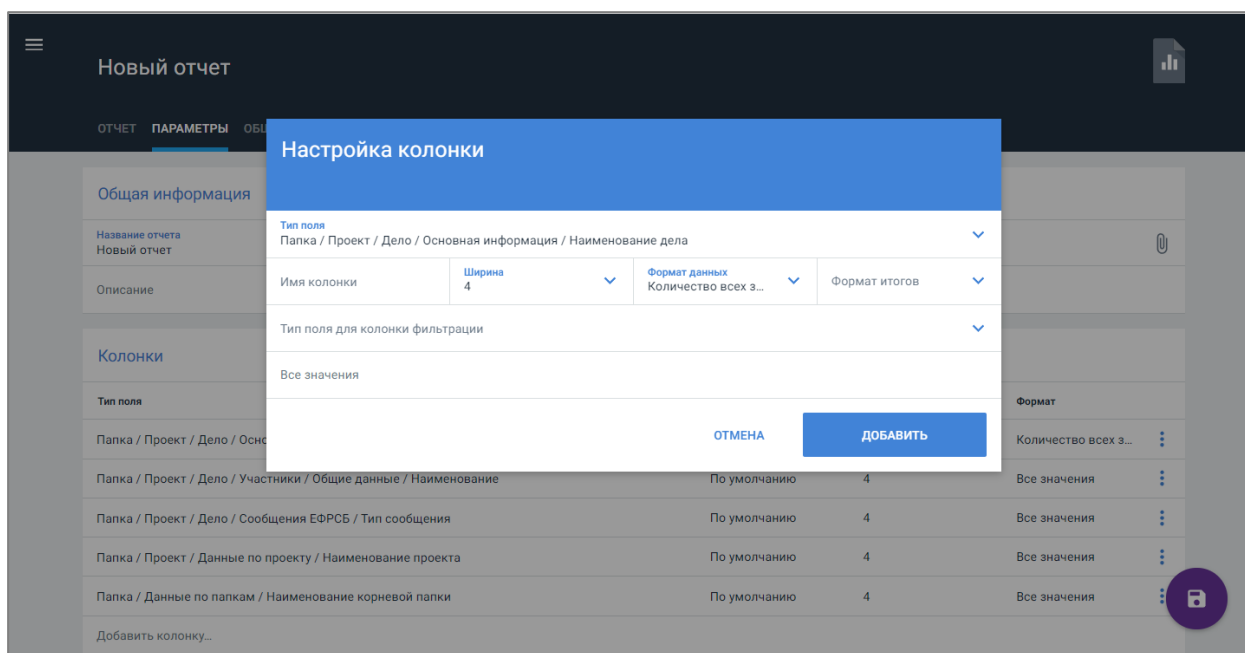 Новый отчет
ОТЧЕТ ПАРАМЕТРЫ ОБЩ
Настройка колонки
Общая информация
Название отчета
Новый отчет
Описание
Тип поля
Папка / Проект / Дело / Основная информация / Наименование дела
Имя колонки
Ширина
4
Формат данных
Количество всех з...
Формат итогов
Тип поля для колонки фильтрации
Все значения
ОТМЕНА ДОБАВИТЬ
Колонки
Тип поля Формат
Папка / Проект / Дело / Осно Количество всех з...
Папка / Проект / Дело / Участники / Общие данные / Наименование По умолчанию 4 Все значения
Папка / Проект / Дело / Сообщения ЕФРСБ / Тип сообщения По умолчанию 4 Все значения
Папка / Проект / Данные по проекту / Наименование проекта По умолчанию 4 Все значения
Папка / Данные по папкам / Наименование корневой папки По умолчанию 4 Все значения
Добавить колонку...